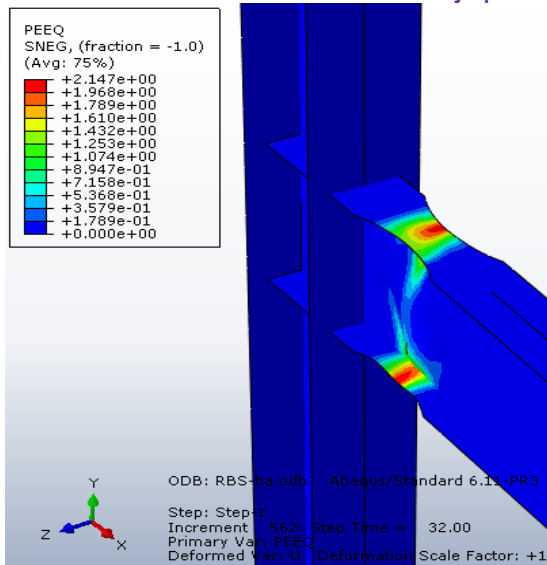 PEEQ
SNEG, (fraction = -1.0)
(Avg: 75%)
+2.147e+00
+1.968e+00
+1.789e+00
+1.610e+00
+1.432e+00
+1.253e+00
+1.074e+00
+8.947e-01
+7.158e-01
+5.368e-01
+3.579e-01
+1.789e-01
+0.000e+00
Y
Z
X
ODB: RBS-ba.odb Abaqus/Standard 6.11-PR3
Step: Step-1
Increment 562: Step Time = 32.00
Primary Var: PEEQ
Deformed Var: U Deformation Scale Factor: +1